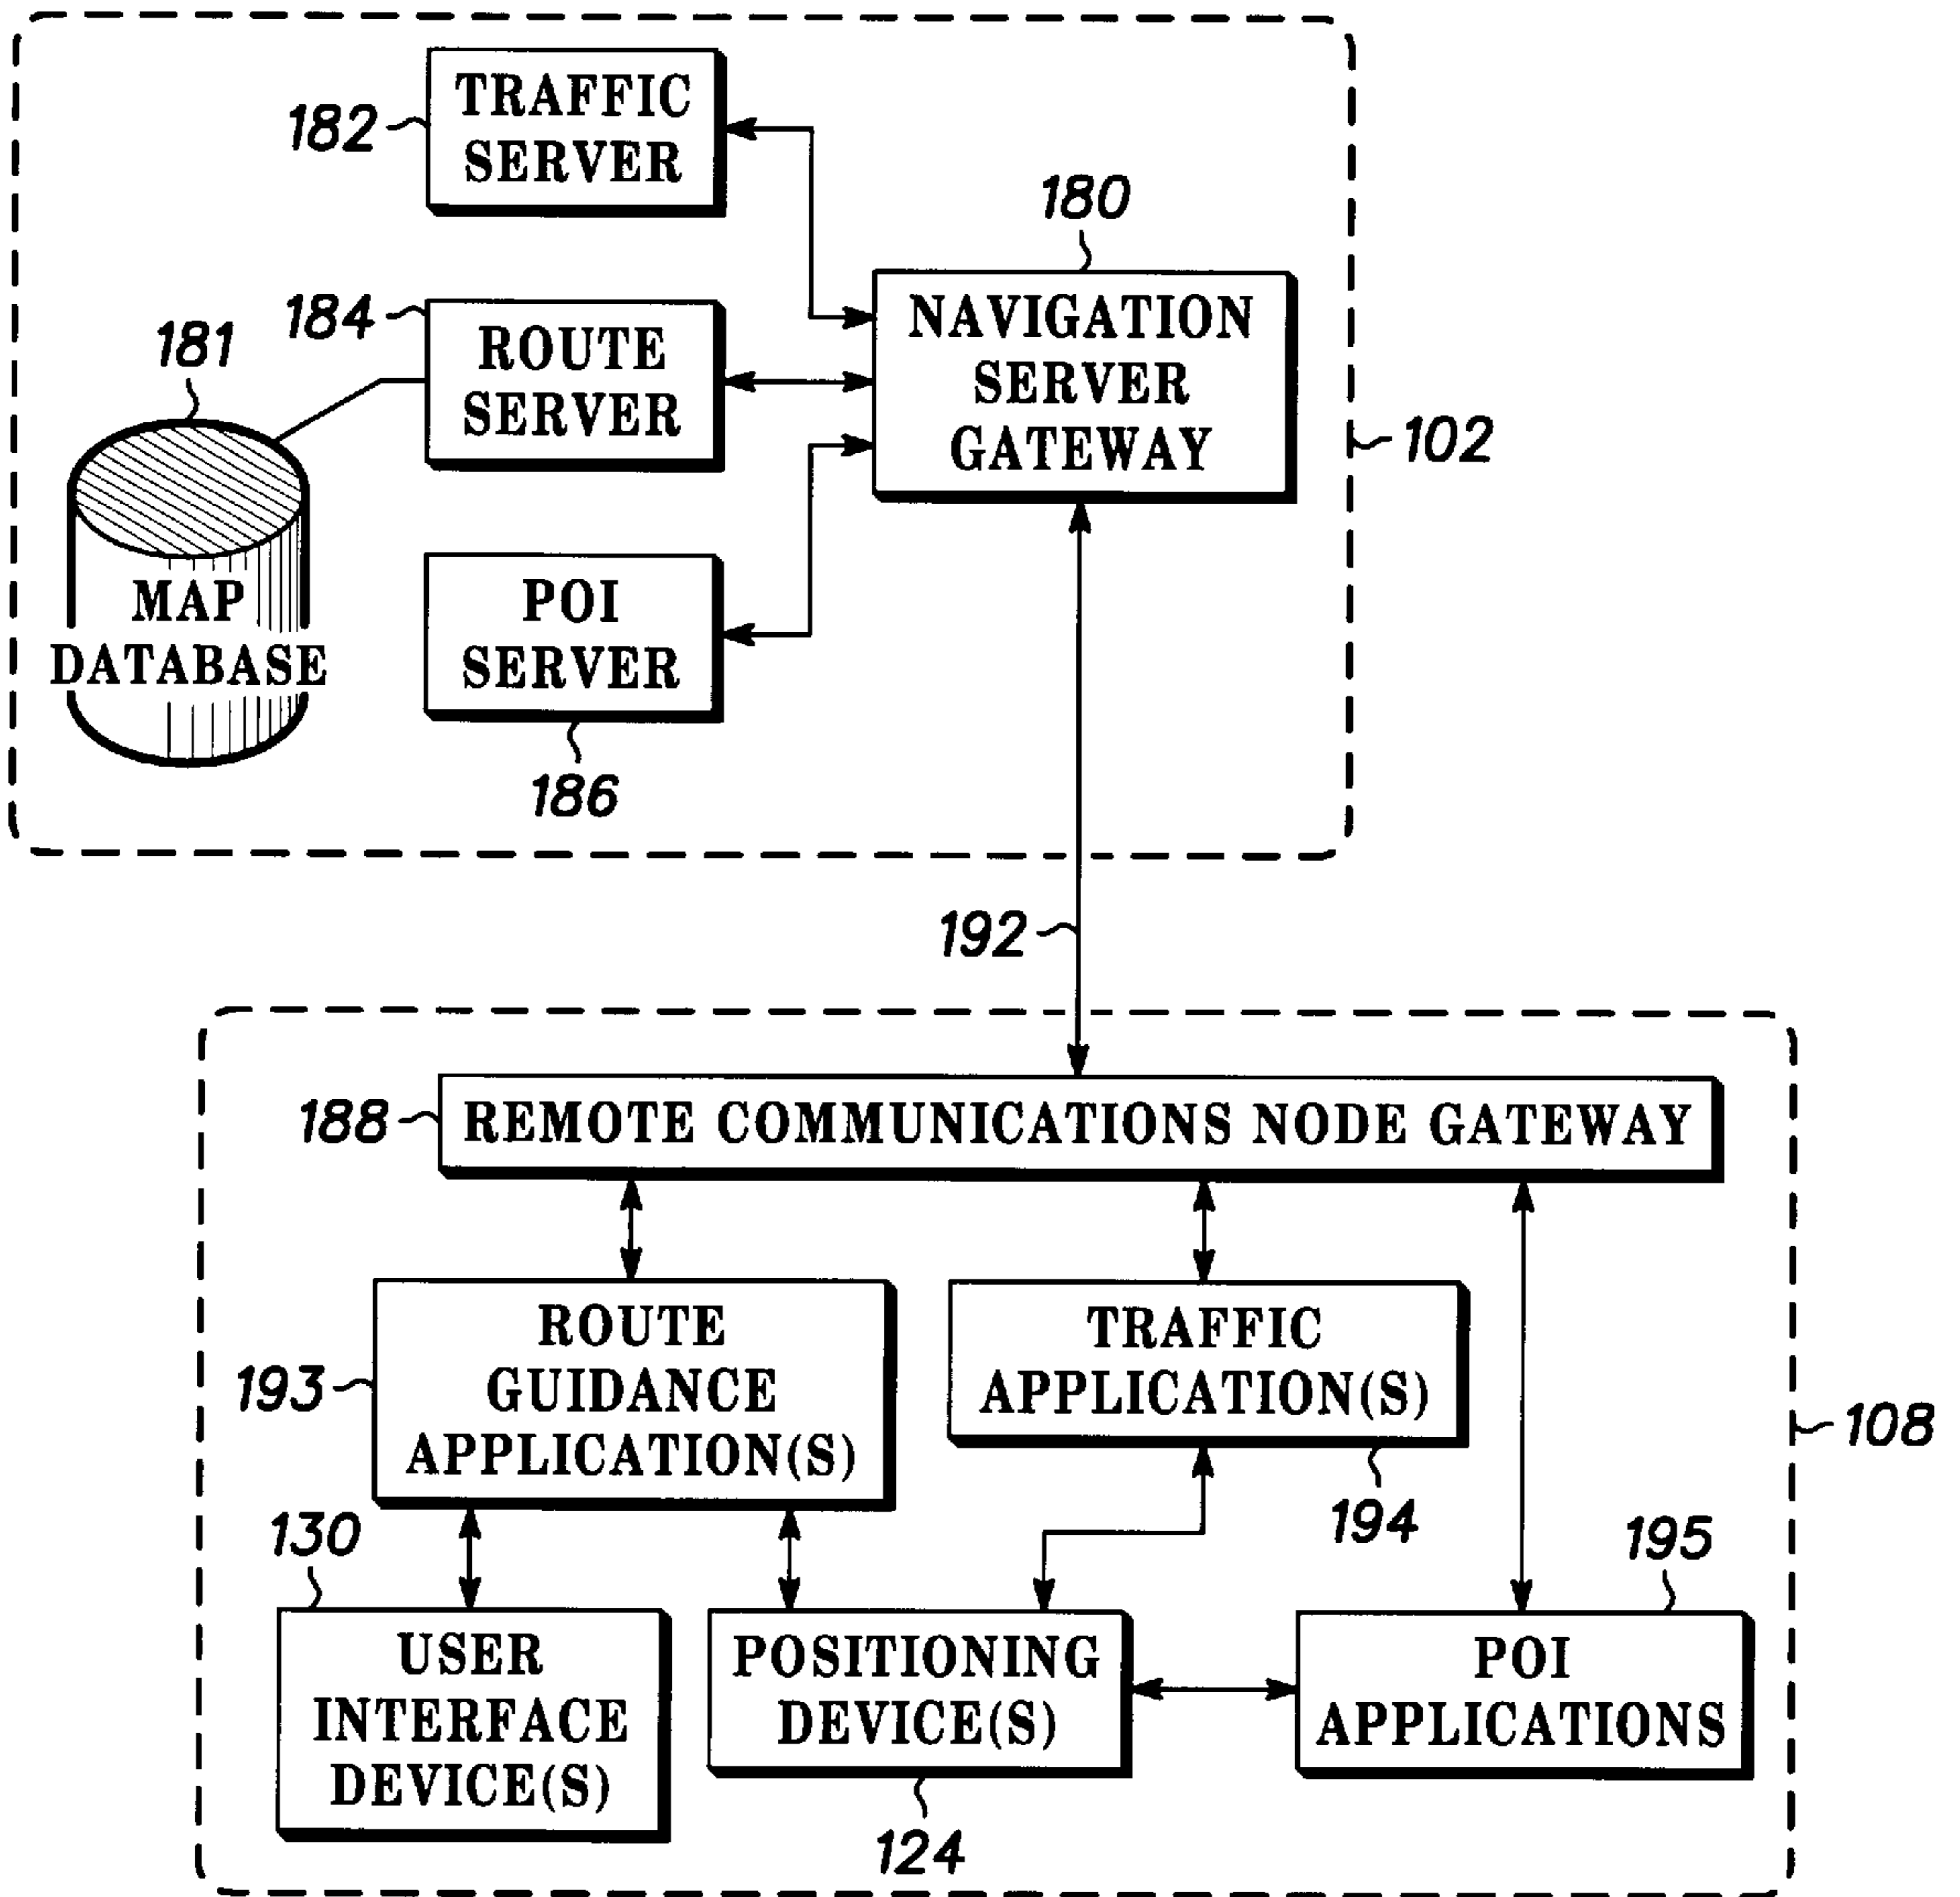 TRAFFIC
SERVER
182
180
184
ROUTE
SERVER
NAVIGATION
SERVER
GATEWAY
181
102
MAP
DATABASE
POI
SERVER
186
192
188
REMOTE COMMUNICATIONS NODE GATEWAY
193
ROUTE
GUIDANCE
APPLICATION(S)
TRAFFIC
APPLICATION(S)
108
130
194
195
USER
INTERFACE
DEVICE(S)
POSITIONING
DEVICE(S)
POI
APPLICATIONS
124